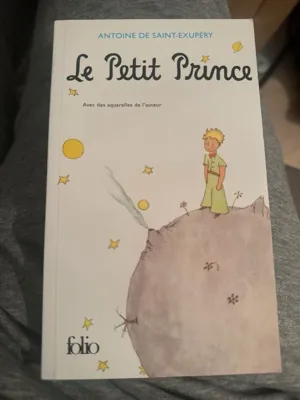 ANTOINE DE SAINT-EXUPÉRY
Le Petit Prince
Avec des aquarelles de l'auteur
folio